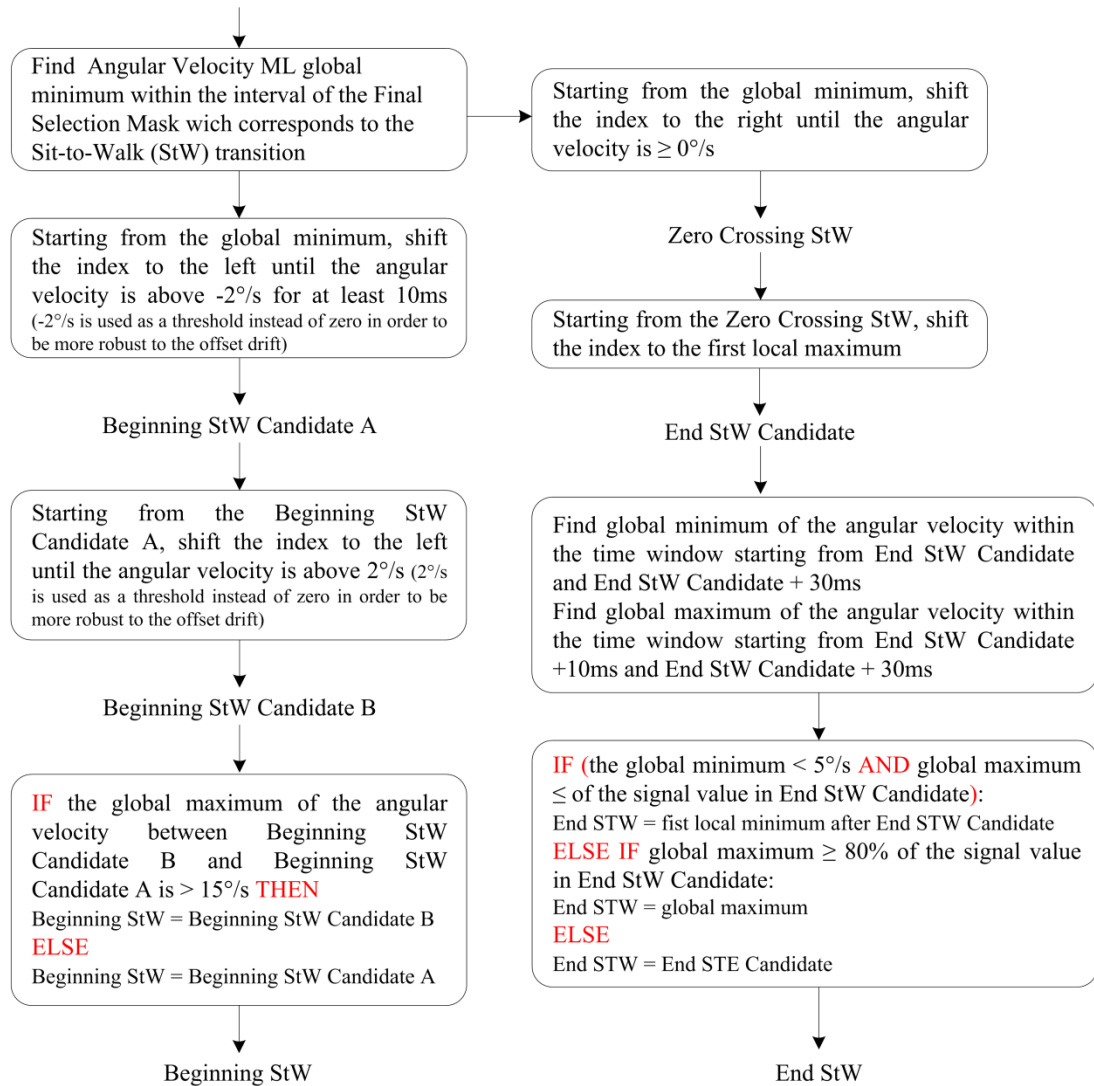 Find Angular Velocity ML global
minimum within the interval of the Final
Selection Mask wich corresponds to the
Sit-to-Walk (StW) transition
Starting from the global minimum, shift
the index to the left until the angular
velocity is above -2°/s for at least 10ms
(-2°/s is used as a threshold instead of zero in order to
be more robust to the offset drift)
Beginning StW Candidate A
Starting from the Beginning StW
Candidate A, shift the index to the left
until the angular velocity is above 2°/s (2°/s
is used as a threshold instead of zero in order to be
more robust to the offset drift)
Beginning StW Candidate B
IF the global maximum of the angular
velocity between Beginning StW
Candidate B and Beginning StW
Candidate A is > 15°/s THEN
Beginning StW = Beginning StW Candidate B
ELSE
Beginning StW = Beginning StW Candidate A
Beginning StW
Starting from the global minimum, shift
the index to the right until the angular
velocity is ≥ 0°/s
Zero Crossing StW
Starting from the Zero Crossing StW, shift
the index to the first local maximum
End StW Candidate
Find global minimum of the angular velocity within
the time window starting from End StW Candidate
and End StW Candidate + 30ms
Find global maximum of the angular velocity within
the time window starting from End StW Candidate
+10ms and End StW Candidate + 30ms
IF (the global minimum < 5°/s AND global maximum
≤ of the signal value in End StW Candidate):
End STW = fist local minimum after End STW Candidate
ELSE IF global maximum ≥ 80% of the signal value
in End StW Candidate:
End STW = global maximum
ELSE
End STW = End STE Candidate
End StW